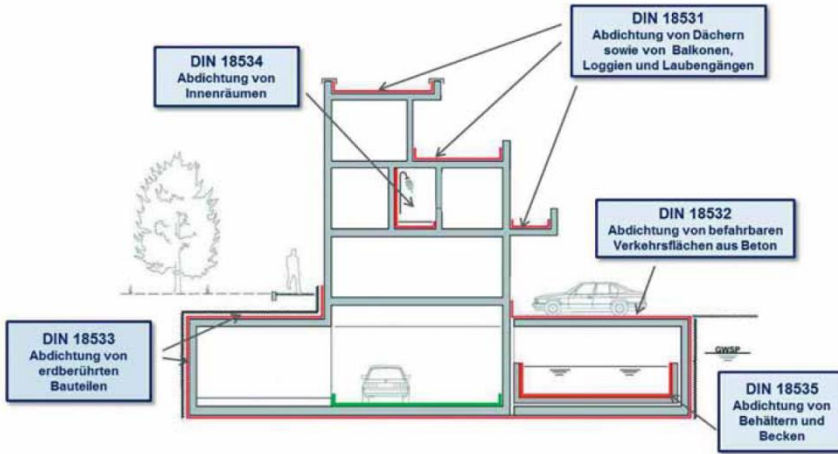 DIN 18531
Abdichtung von Dächern
sowie von Balkonen,
Loggien und Laubengängen
DIN 18534
Abdichtung von
Innenräumen
DIN 18532
Abdichtung von befahrbaren
Verkehrsflächen aus Beton
DIN 18533
Abdichtung von
erdberührten
Bauteilen
GWSP
DIN 18535
Abdichtung von
Behältern und
Becken